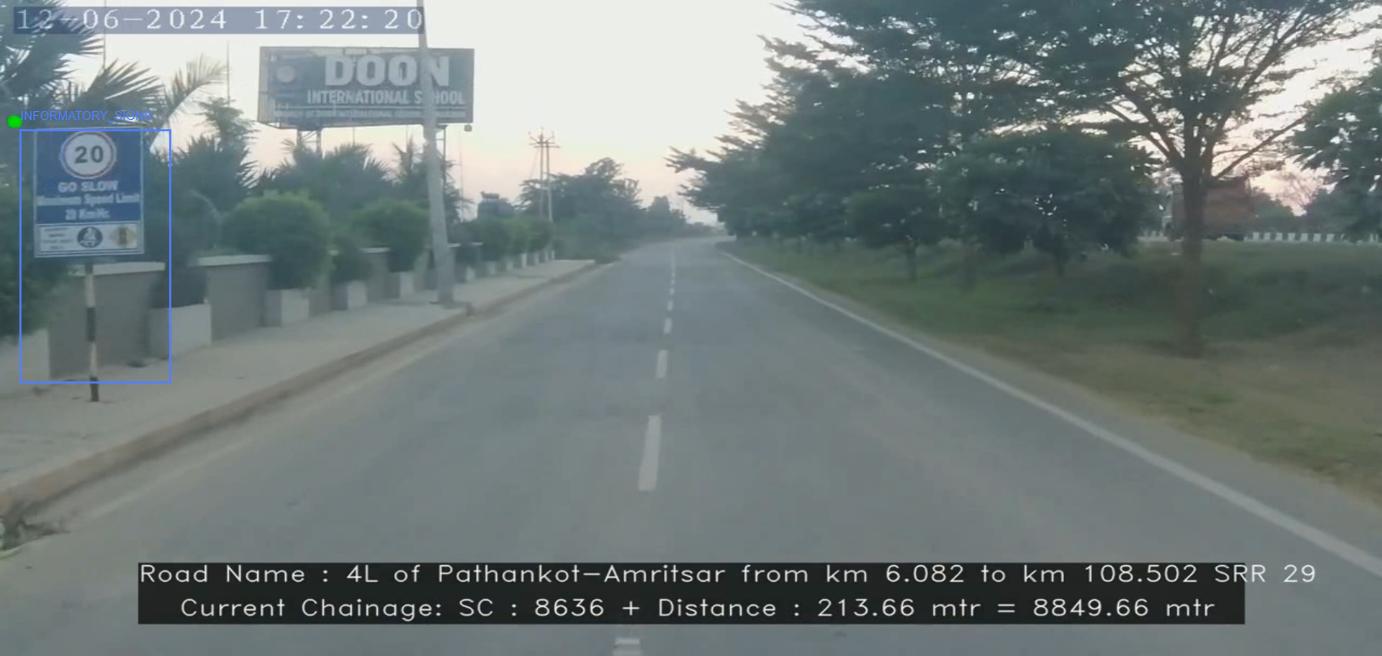 12-06-2024 17:22:20
DOON
INTERNATIONAL SCHOOL
INFORMATORY_SIGNS
20
GO SLOW
Maximum Speed Limit
20 Km/Hr.
Road Name : 4L of Pathankot-Amritsar from km 6.082 to km 108.502 SRR 29
Current Chainage: SC : 8636 + Distance : 213.66 mtr = 8849.66 mtr